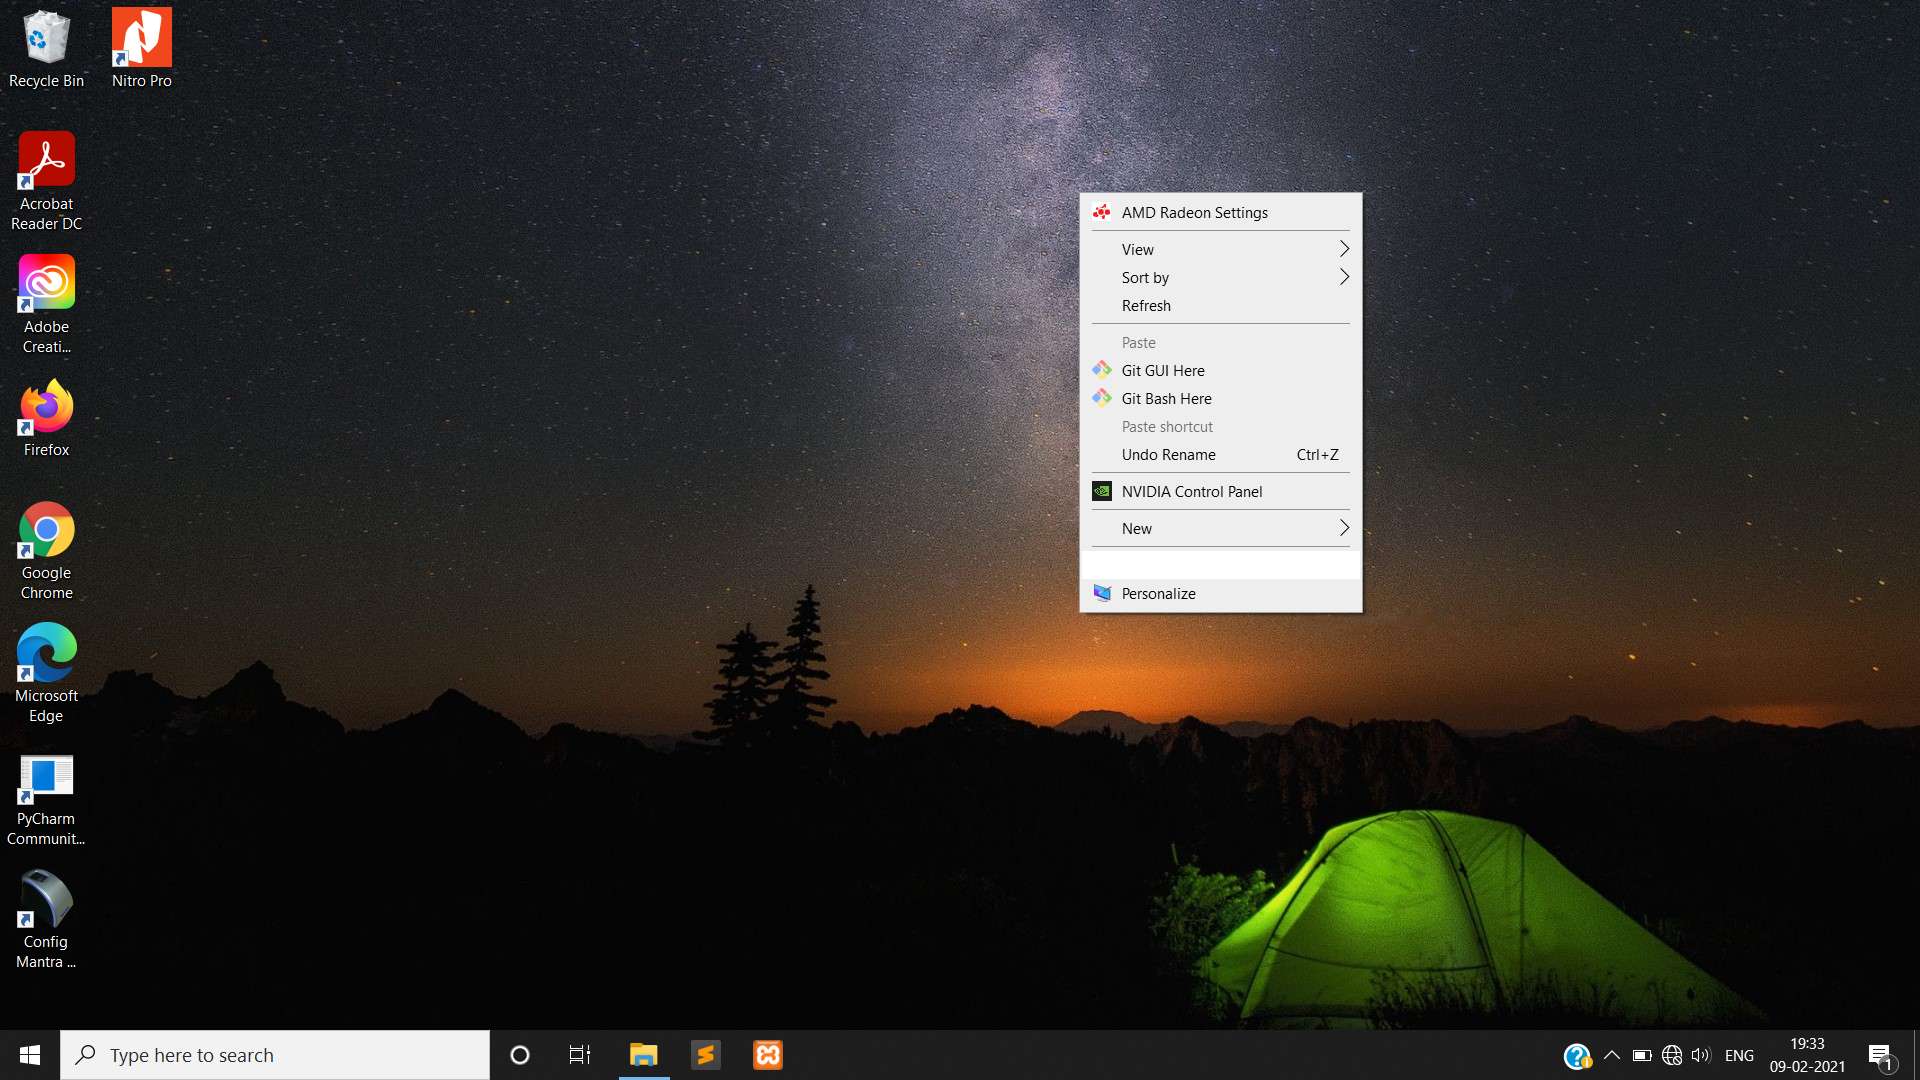 Recycle Bin
Nitro Pro
Acrobat
Reader DC
Adobe
Creati...
Firefox
Google
Chrome
Microsoft
Edge
PyCharm
Communit...
Config
Mantra ...
AMD Radeon Settings
View
Sort by
Refresh
Paste
Git GUI Here
Git Bash Here
Paste shortcut
Undo Rename Ctrl+Z
NVIDIA Control Panel
New
Personalize
Type here to search
ENG
19:33
09-02-2021
1